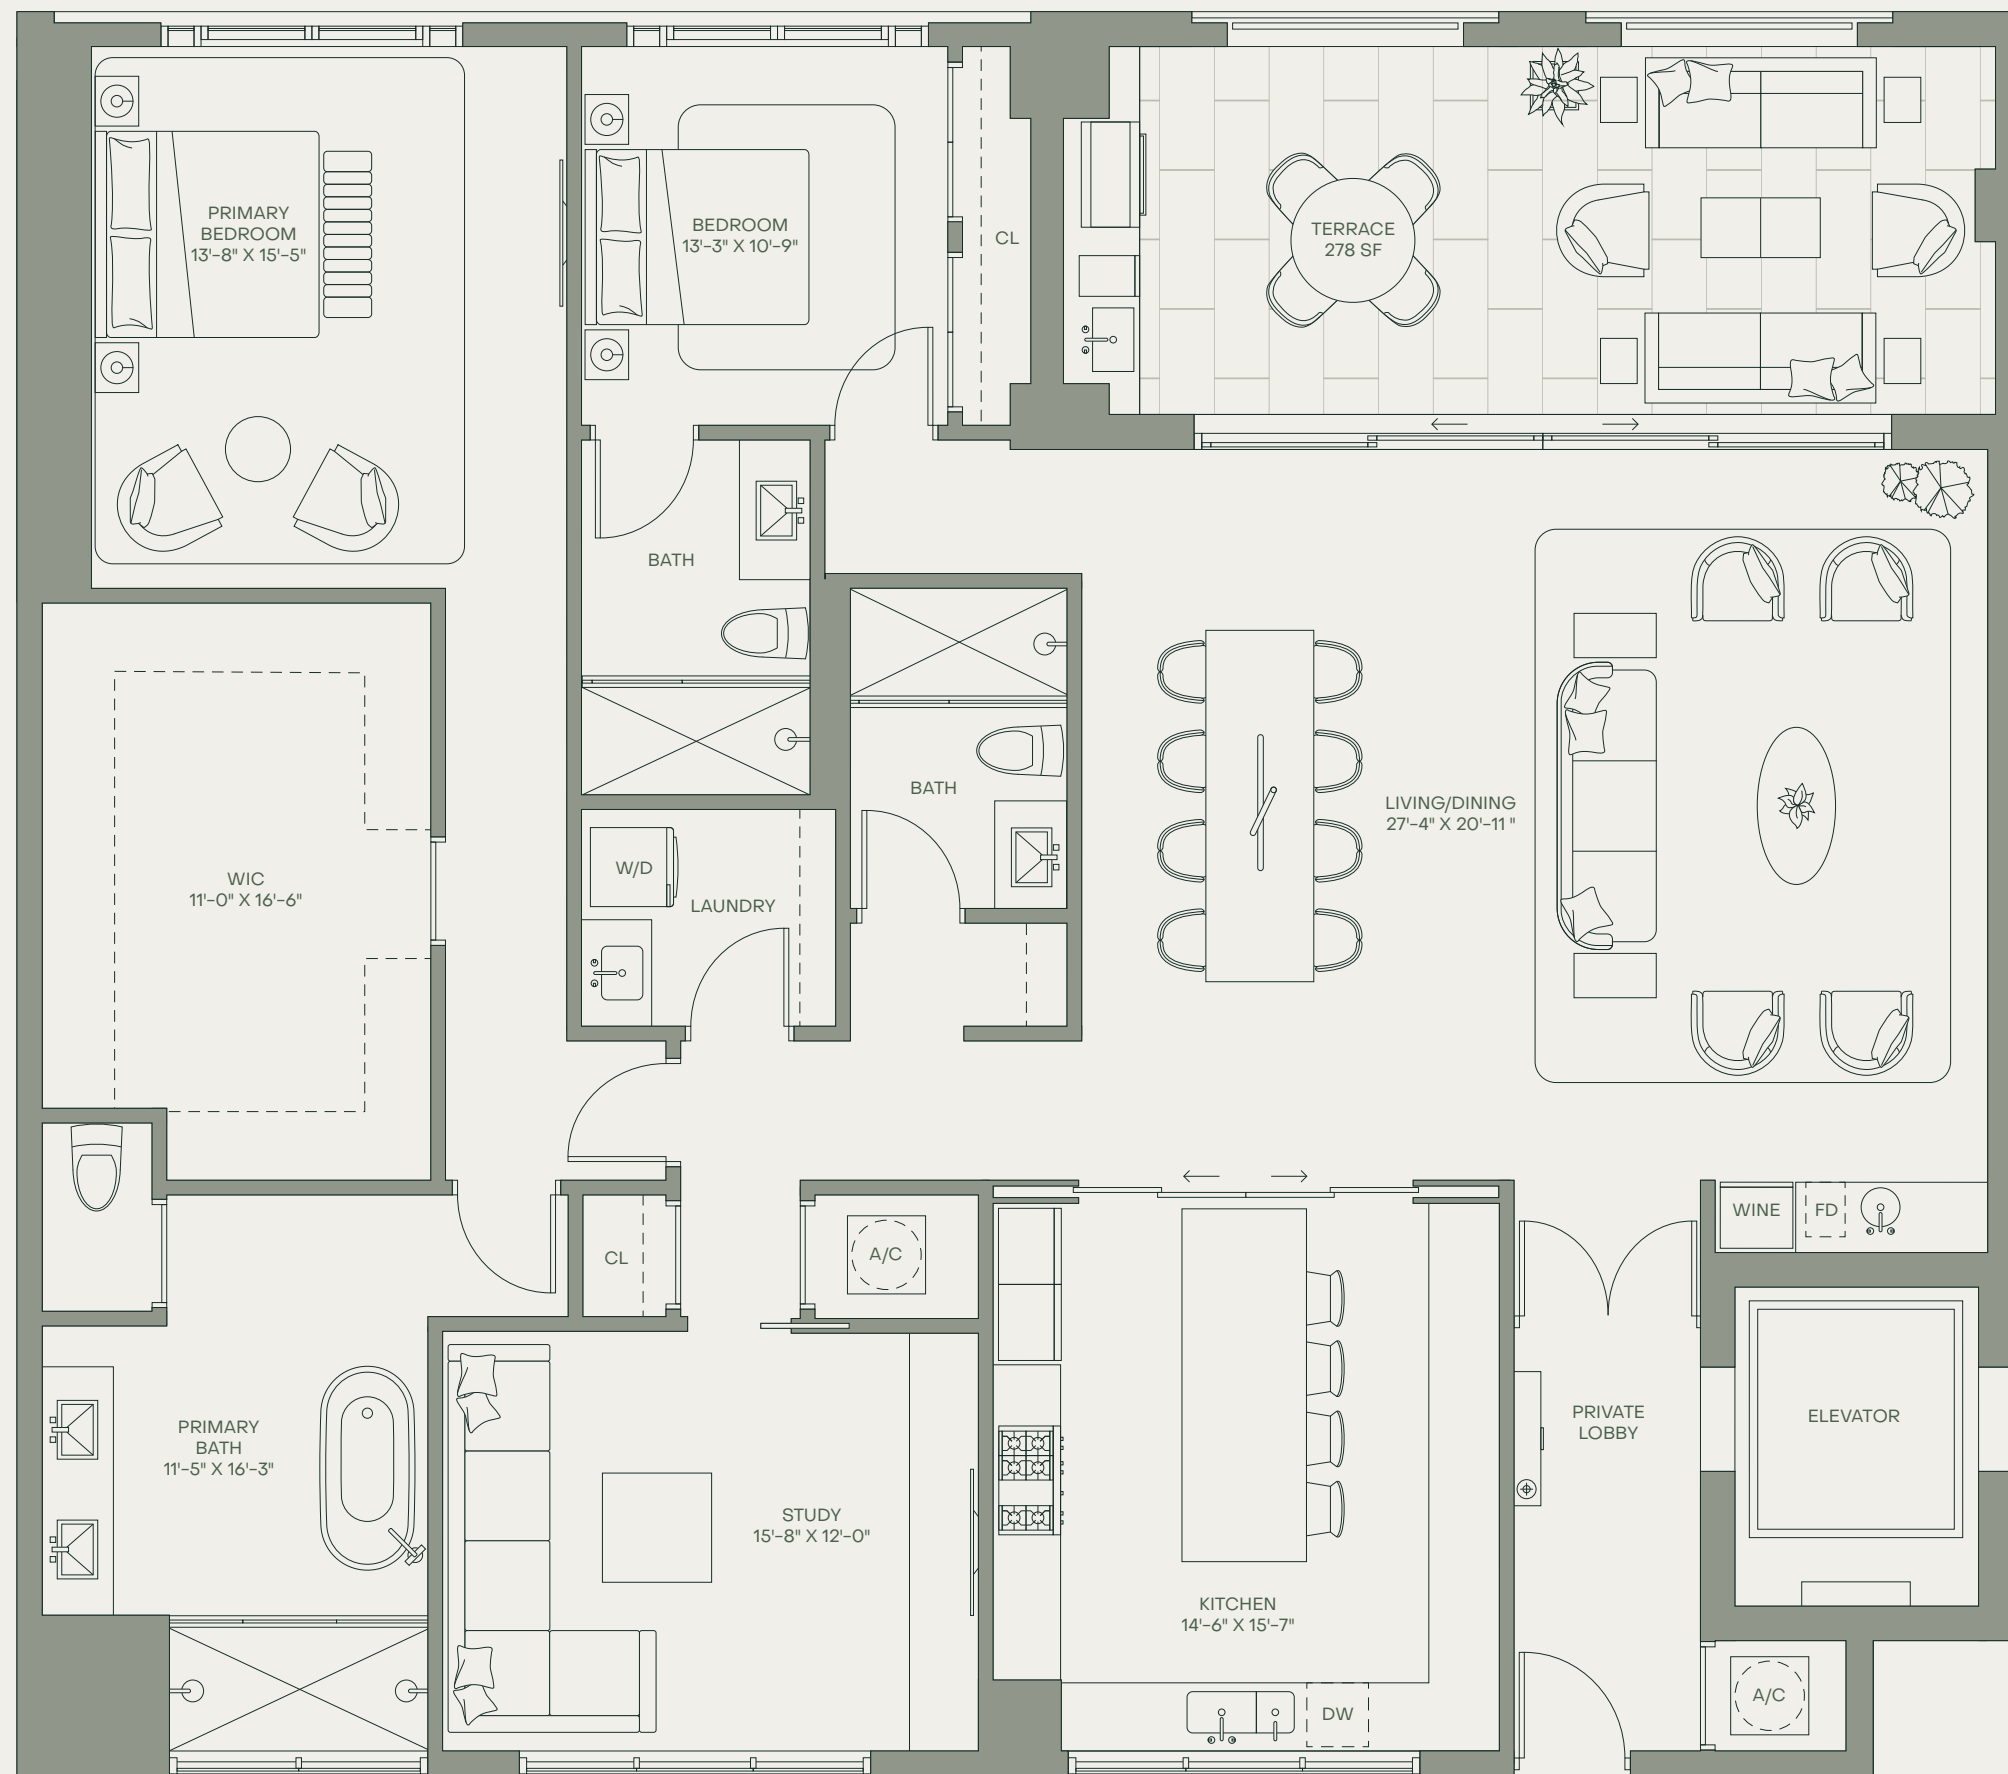 PRIMARY
BEDROOM
13'-8" X 15'-5"
BEDROOM
13'-3" X 10'-9"
CL
TERRACE
278 SF
BATH
BATH
LIVING/DINING
27'-4" X 20'-11 "
WIC
11'-0" X 16'-6"
W/D
LAUNDRY
CL
A/C
WINE
FD
PRIMARY
BATH
11'-5" X 16'-3"
STUDY
15'-8" X 12'-0"
KITCHEN
14'-6" X 15'-7"
DW
PRIVATE
LOBBY
ELEVATOR
A/C